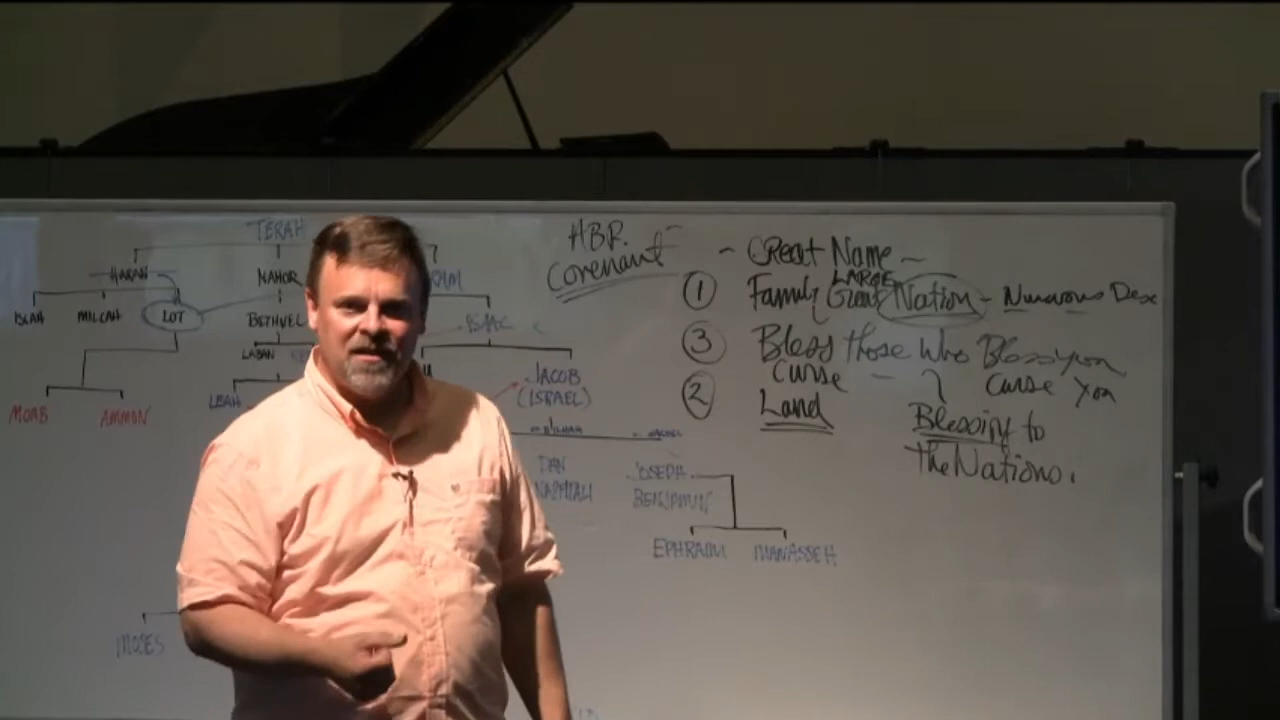 TERAH
HARAN
NAHOR
MILCAH
LOT
BETHUEL
ISAAC
LABAN
LEAH
JACOB
(ISRAEL)
MOAB
AMMON
BILHAH
DAN
NAPHTALI
JOSEPH
BENJAMIN
EPHRAIM
MANASSEH
MOSES
Covenant
- Great Name -
① Family LARGE Great Nation - Numerous Desc
③ Bless those who Bless you
Curse - Curse you
② Land
Blessing to
the Nations.